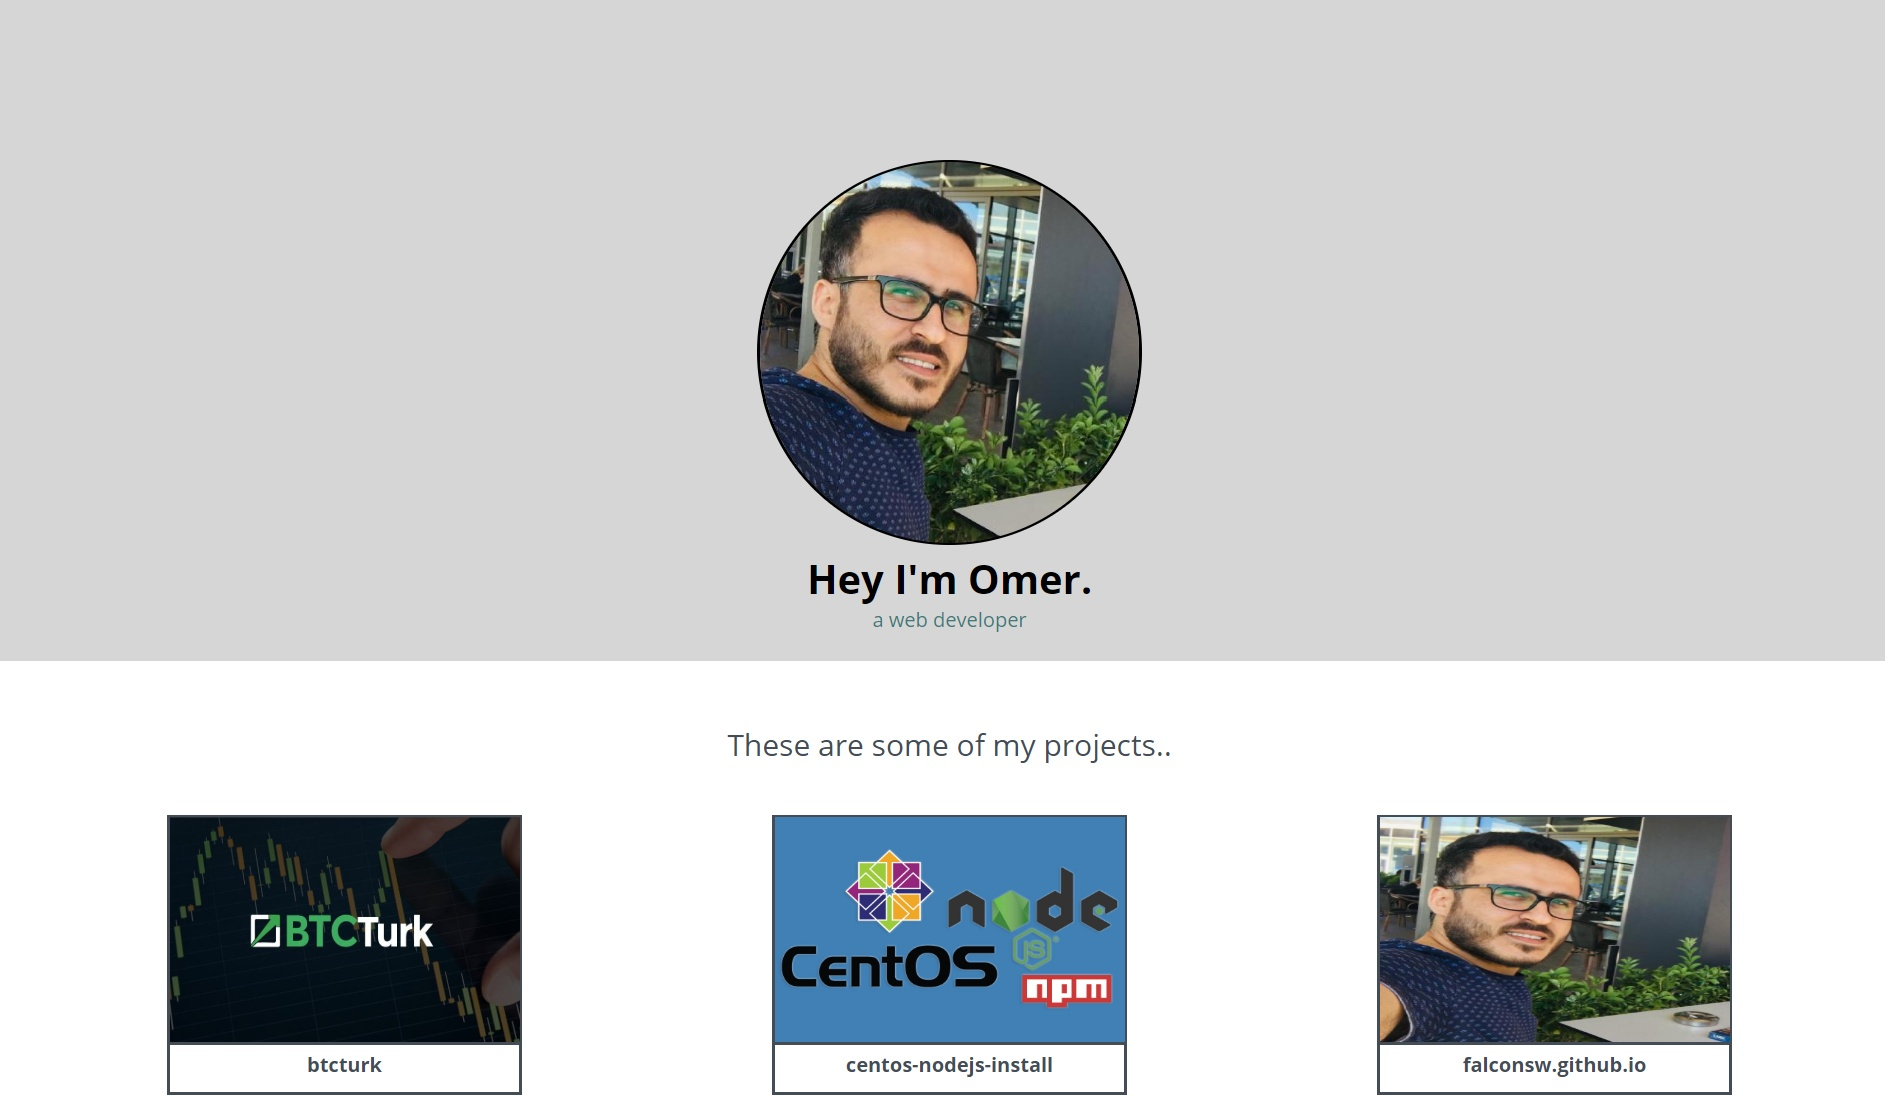 Hey I'm Omer.
a web developer
These are some of my projects..
BTCTurk
node
JS
CentOS
npm
btcturk
centos-nodejs-install
falconsw.github.io